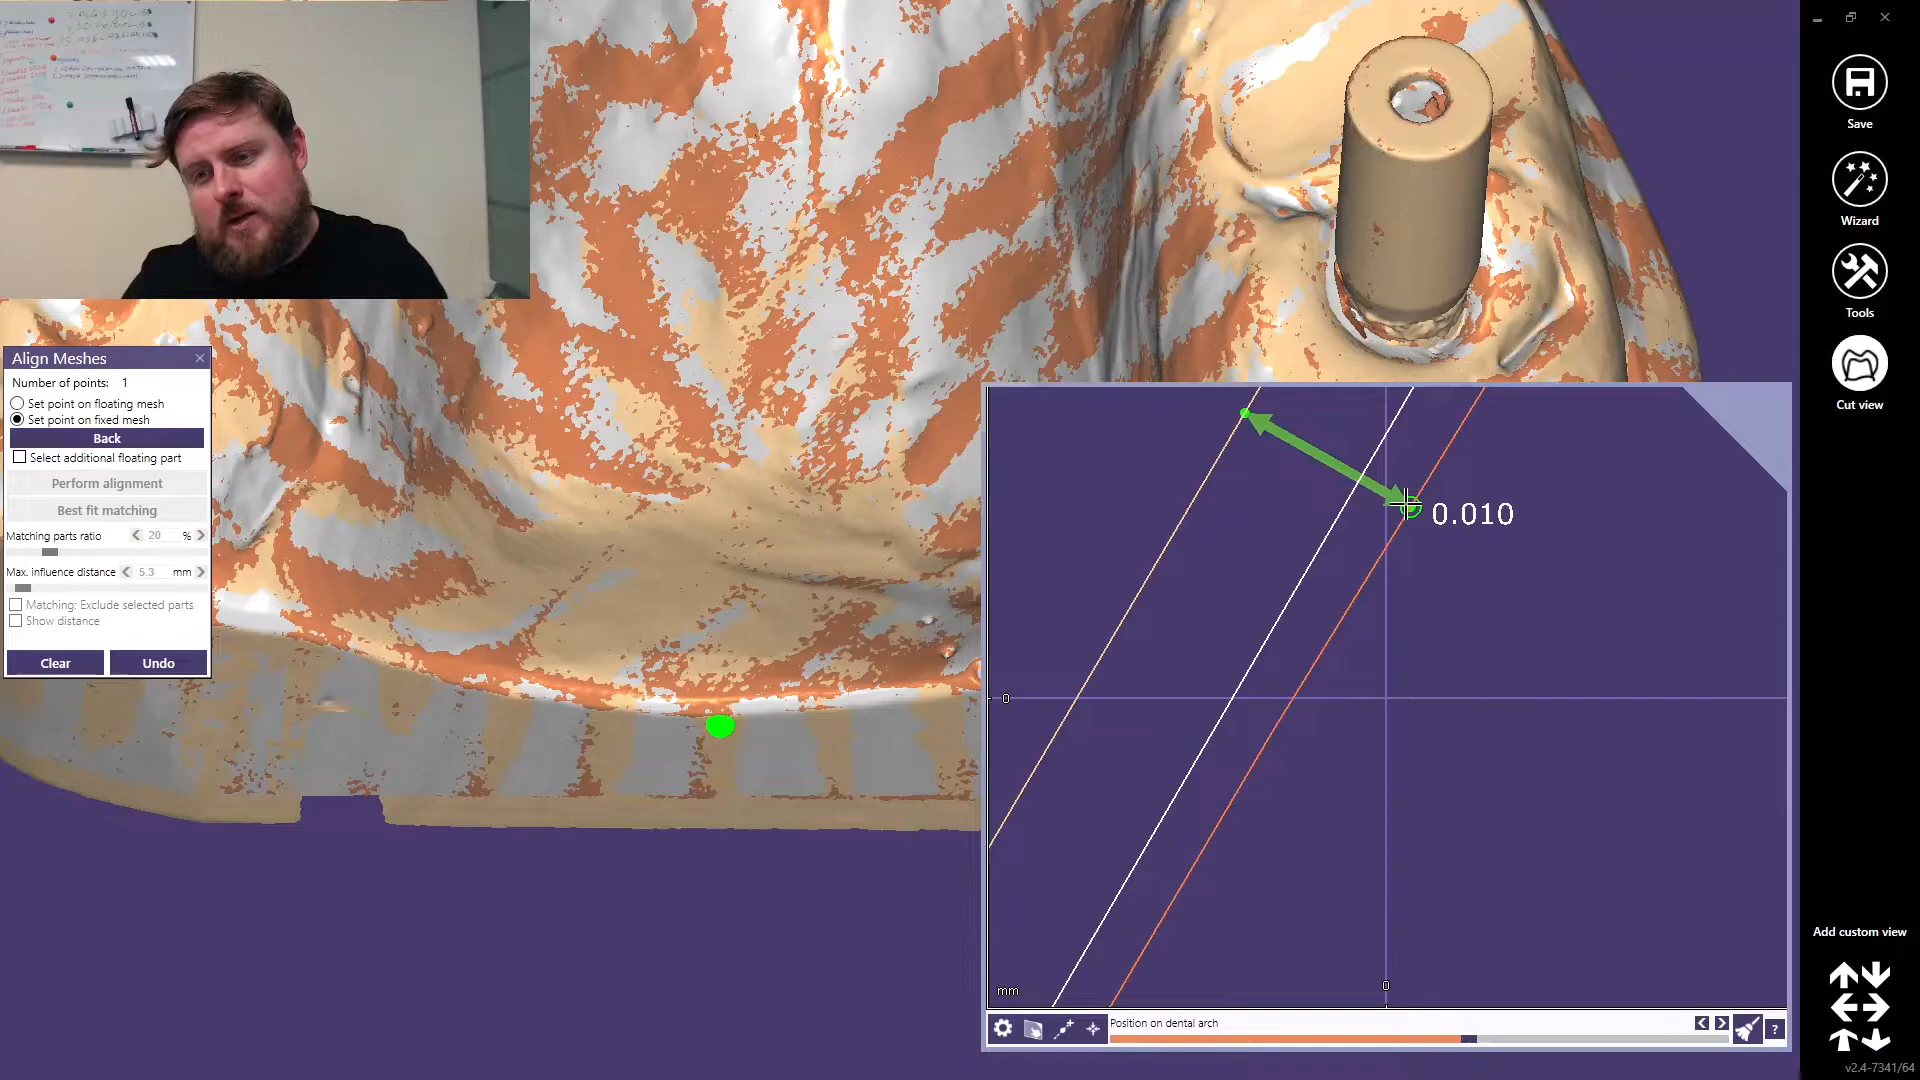 Save
Wizard
Tools
Cut view
Align Meshes
Number of points: 1
Set point on floating mesh
Set point on fixed mesh
Back
Select additional floating part
Perform alignment
Best fit matching
Matching parts ratio 20 %
Max. influence distance 5.3 mm
Matching: Exclude selected parts
Show distance
Clear Undo
0.010
0
0
mm
Position on dental arch
?
Add custom view
v2.4-7341/64